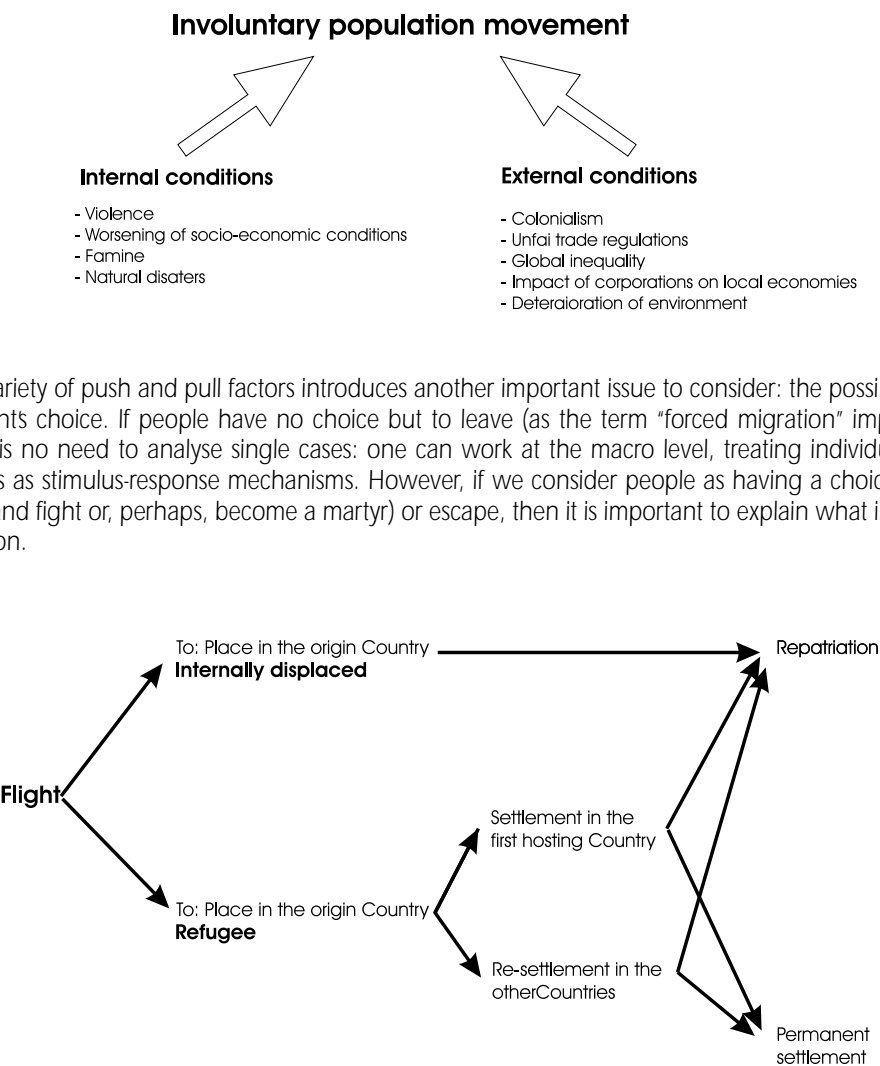 Involuntary population movement
Internal conditions
- Violence
- Worsening of socio-economic conditions
- Famine
- Natural disaters
External conditions
- Colonialism
- Unfai trade regulations
- Global inequality
- Impact of corporations on local economies
- Deteraioration of environment
ariety of push and pull factors introduces another important issue to consider: the possi
nts choice. If people have no choice but to leave (as the term "forced migration" imp
is no need to analyse single cases: one can work at the macro level, treating individu
s as stimulus-response mechanisms. However, if we consider people as having a choic
and fight or, perhaps, become a martyr) or escape, then it is important to explain what i
on.
To: Place in the origin Country
Internally displaced
Repatriation
Flight
Settlement in the
first hosting Country
To: Place in the origin Country
Refugee
Re-settlement in the
otherCountries
Permanent
settlement